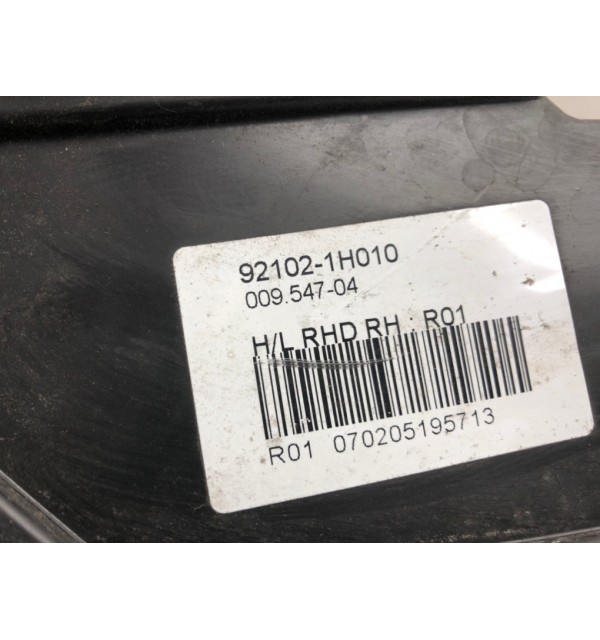 92102-1H010
009.547-04
H/L RHD RH . R01
R01 070205195713